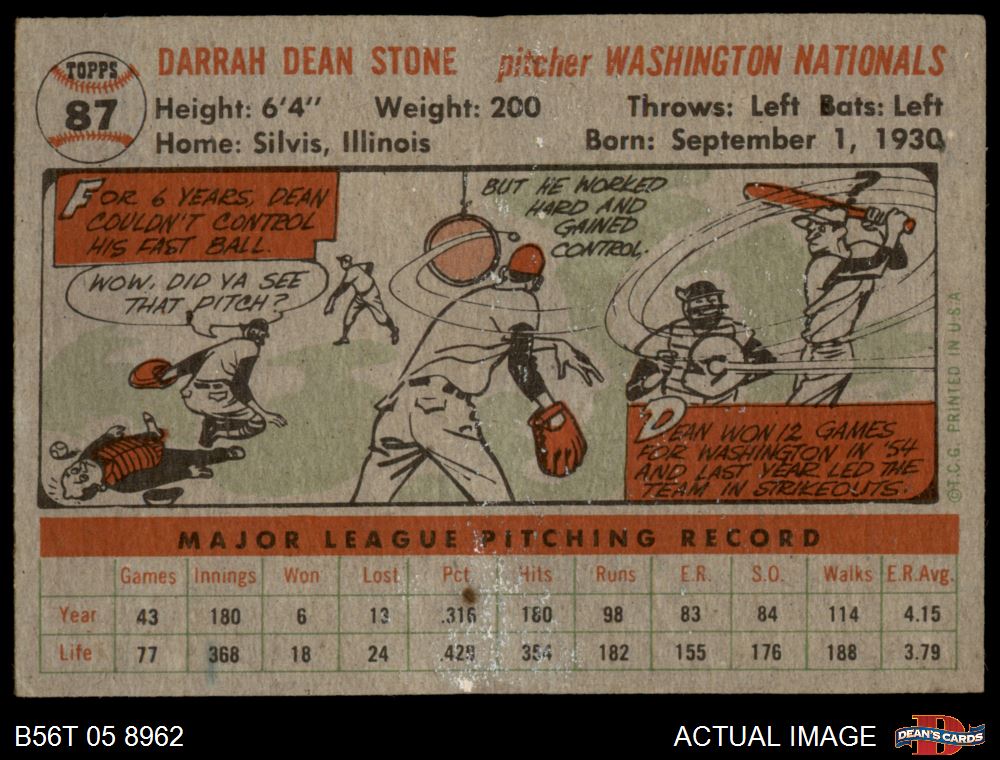 TOPPS
87
DARRAH DEAN STONE pitcher WASHINGTON NATIONALS
Height: 6'4" Weight: 200 Throws: Left Bats: Left
Home: Silvis, Illinois Born: September 1, 1930
FOR 6 YEARS, DEAN
COULDN'T CONTROL
HIS FAST BALL.
WOW, DID YA SEE
THAT PITCH?
BUT HE WORKED
HARD AND
GAINED
CONTROL.
?
DEAN WON 12 GAMES
FOR WASHINGTON IN '54
AND LAST YEAR LED THE
TEAM IN STRIKEOUTS.
©T.C.G. PRINTED IN U.S.A.
MAJOR LEAGUE PITCHING RECORD
Games Innings Won Lost Pct. Hits Runs E.R. S.O. Walks E.R.Avg.
Year 43 180 6 13 .316 180 98 83 84 114 4.15
Life 77 368 18 24 .429 354 182 155 176 188 3.79
B56T 05 8962 ACTUAL IMAGE
D
DEAN'S CARDS